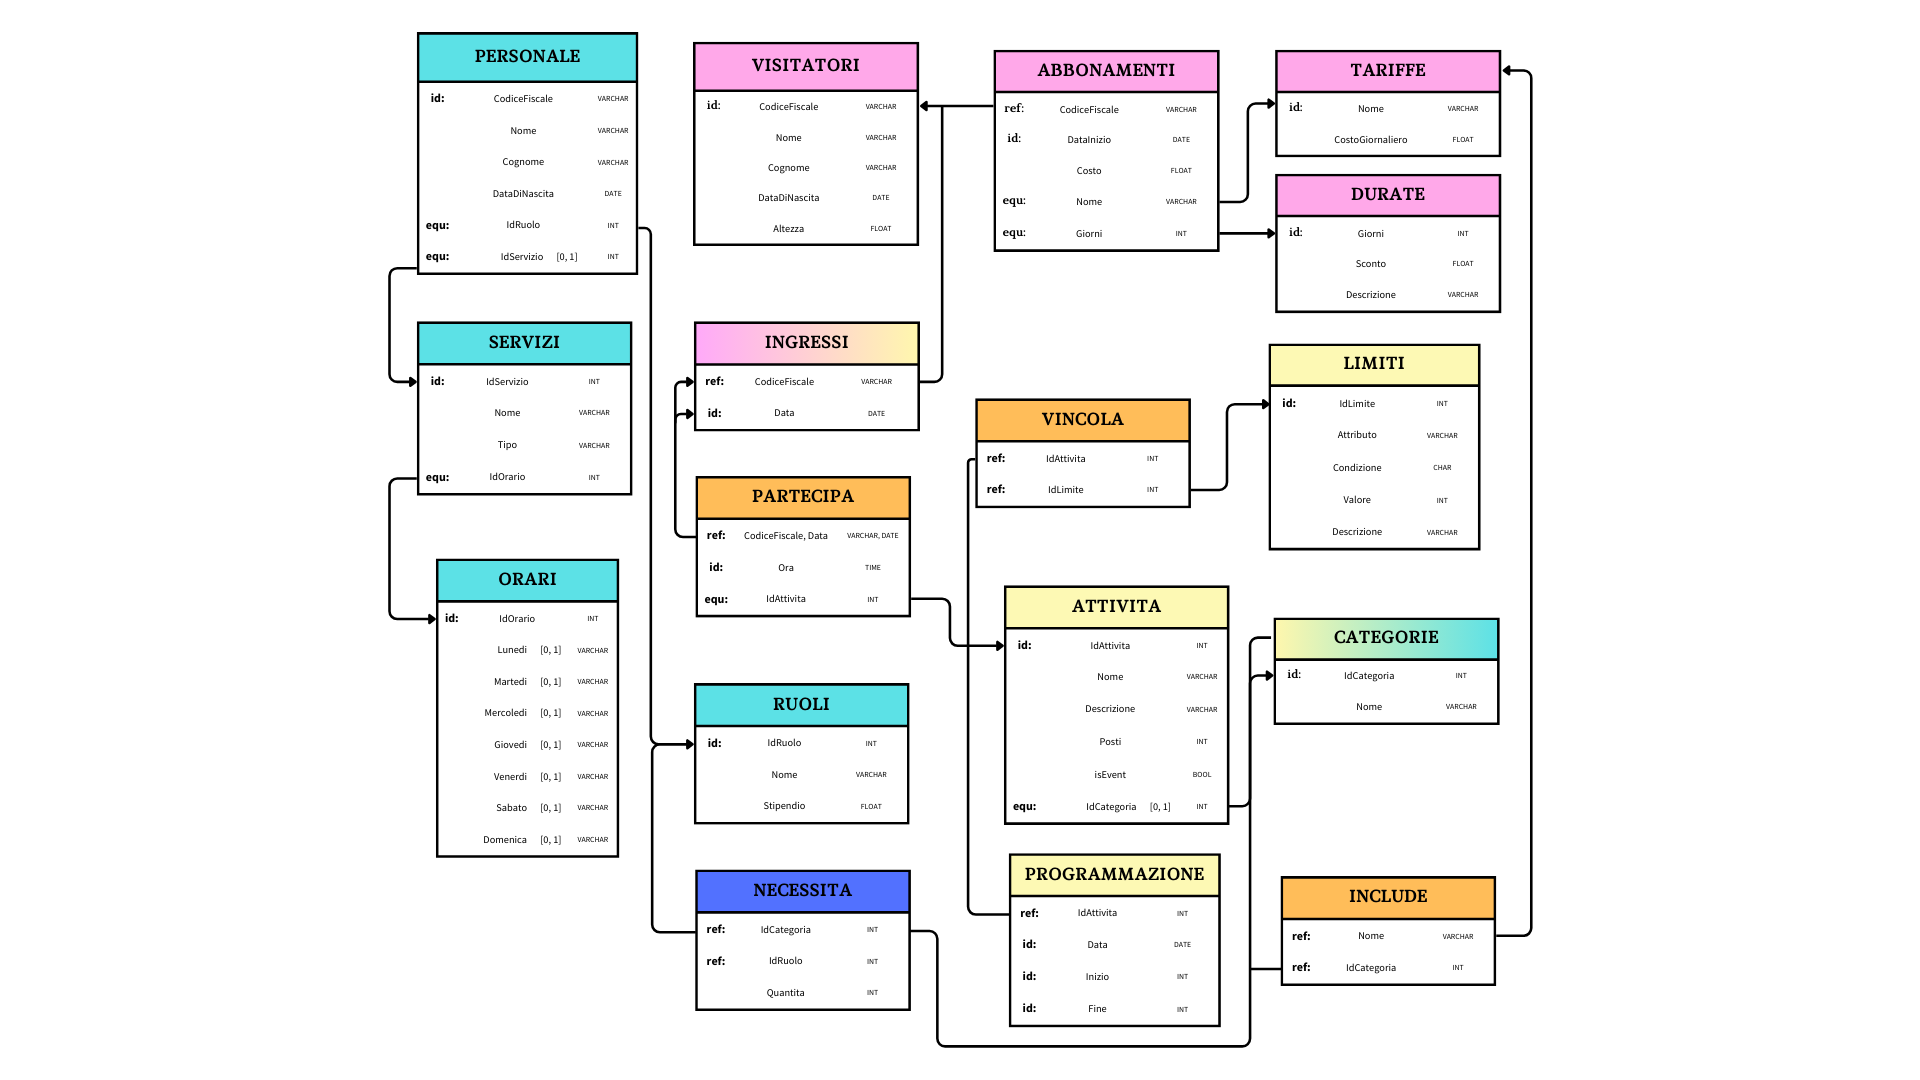 PERSONALE
id: CodiceFiscale VARCHAR
Nome VARCHAR
Cognome VARCHAR
DataDiNascita DATE
equ: IdRuolo INT
equ: IdServizio [0, 1] INT
VISITATORI
id: CodiceFiscale VARCHAR
Nome VARCHAR
Cognome VARCHAR
DataDiNascita DATE
Altezza FLOAT
ABBONAMENTI
ref: CodiceFiscale VARCHAR
id: DataInizio DATE
Costo FLOAT
equ: Nome VARCHAR
equ: Giorni INT
TARIFFE
id: Nome VARCHAR
CostoGiornaliero FLOAT
DURATE
id: Giorni INT
Sconto FLOAT
Descrizione VARCHAR
SERVIZI
id: IdServizio INT
Nome VARCHAR
Tipo VARCHAR
equ: IdOrario INT
INGRESSI
ref: CodiceFiscale VARCHAR
id: Data DATE
VINCOLA
ref: IdAttivita INT
ref: IdLimite INT
LIMITI
id: IdLimite INT
Attributo VARCHAR
Condizione CHAR
Valore INT
Descrizione VARCHAR
PARTECIPA
ref: CodiceFiscale, Data VARCHAR, DATE
id: Ora TIME
equ: IdAttivita INT
ORARI
id: IdOrario INT
Lunedi [0, 1] VARCHAR
Martedi [0, 1] VARCHAR
Mercoledi [0, 1] VARCHAR
Giovedi [0, 1] VARCHAR
Venerdi [0, 1] VARCHAR
Sabato [0, 1] VARCHAR
Domenica [0, 1] VARCHAR
ATTIVITA
id: IdAttivita INT
Nome VARCHAR
Descrizione VARCHAR
Posti INT
isEvent BOOL
equ: IdCategoria [0, 1] INT
CATEGORIE
id: IdCategoria INT
Nome VARCHAR
RUOLI
id: IdRuolo INT
Nome VARCHAR
Stipendio FLOAT
NECESSITA
ref: IdCategoria INT
ref: IdRuolo INT
Quantita INT
PROGRAMMAZIONE
ref: IdAttivita INT
id: Data DATE
id: Inizio INT
id: Fine INT
INCLUDE
ref: Nome VARCHAR
ref: IdCategoria INT